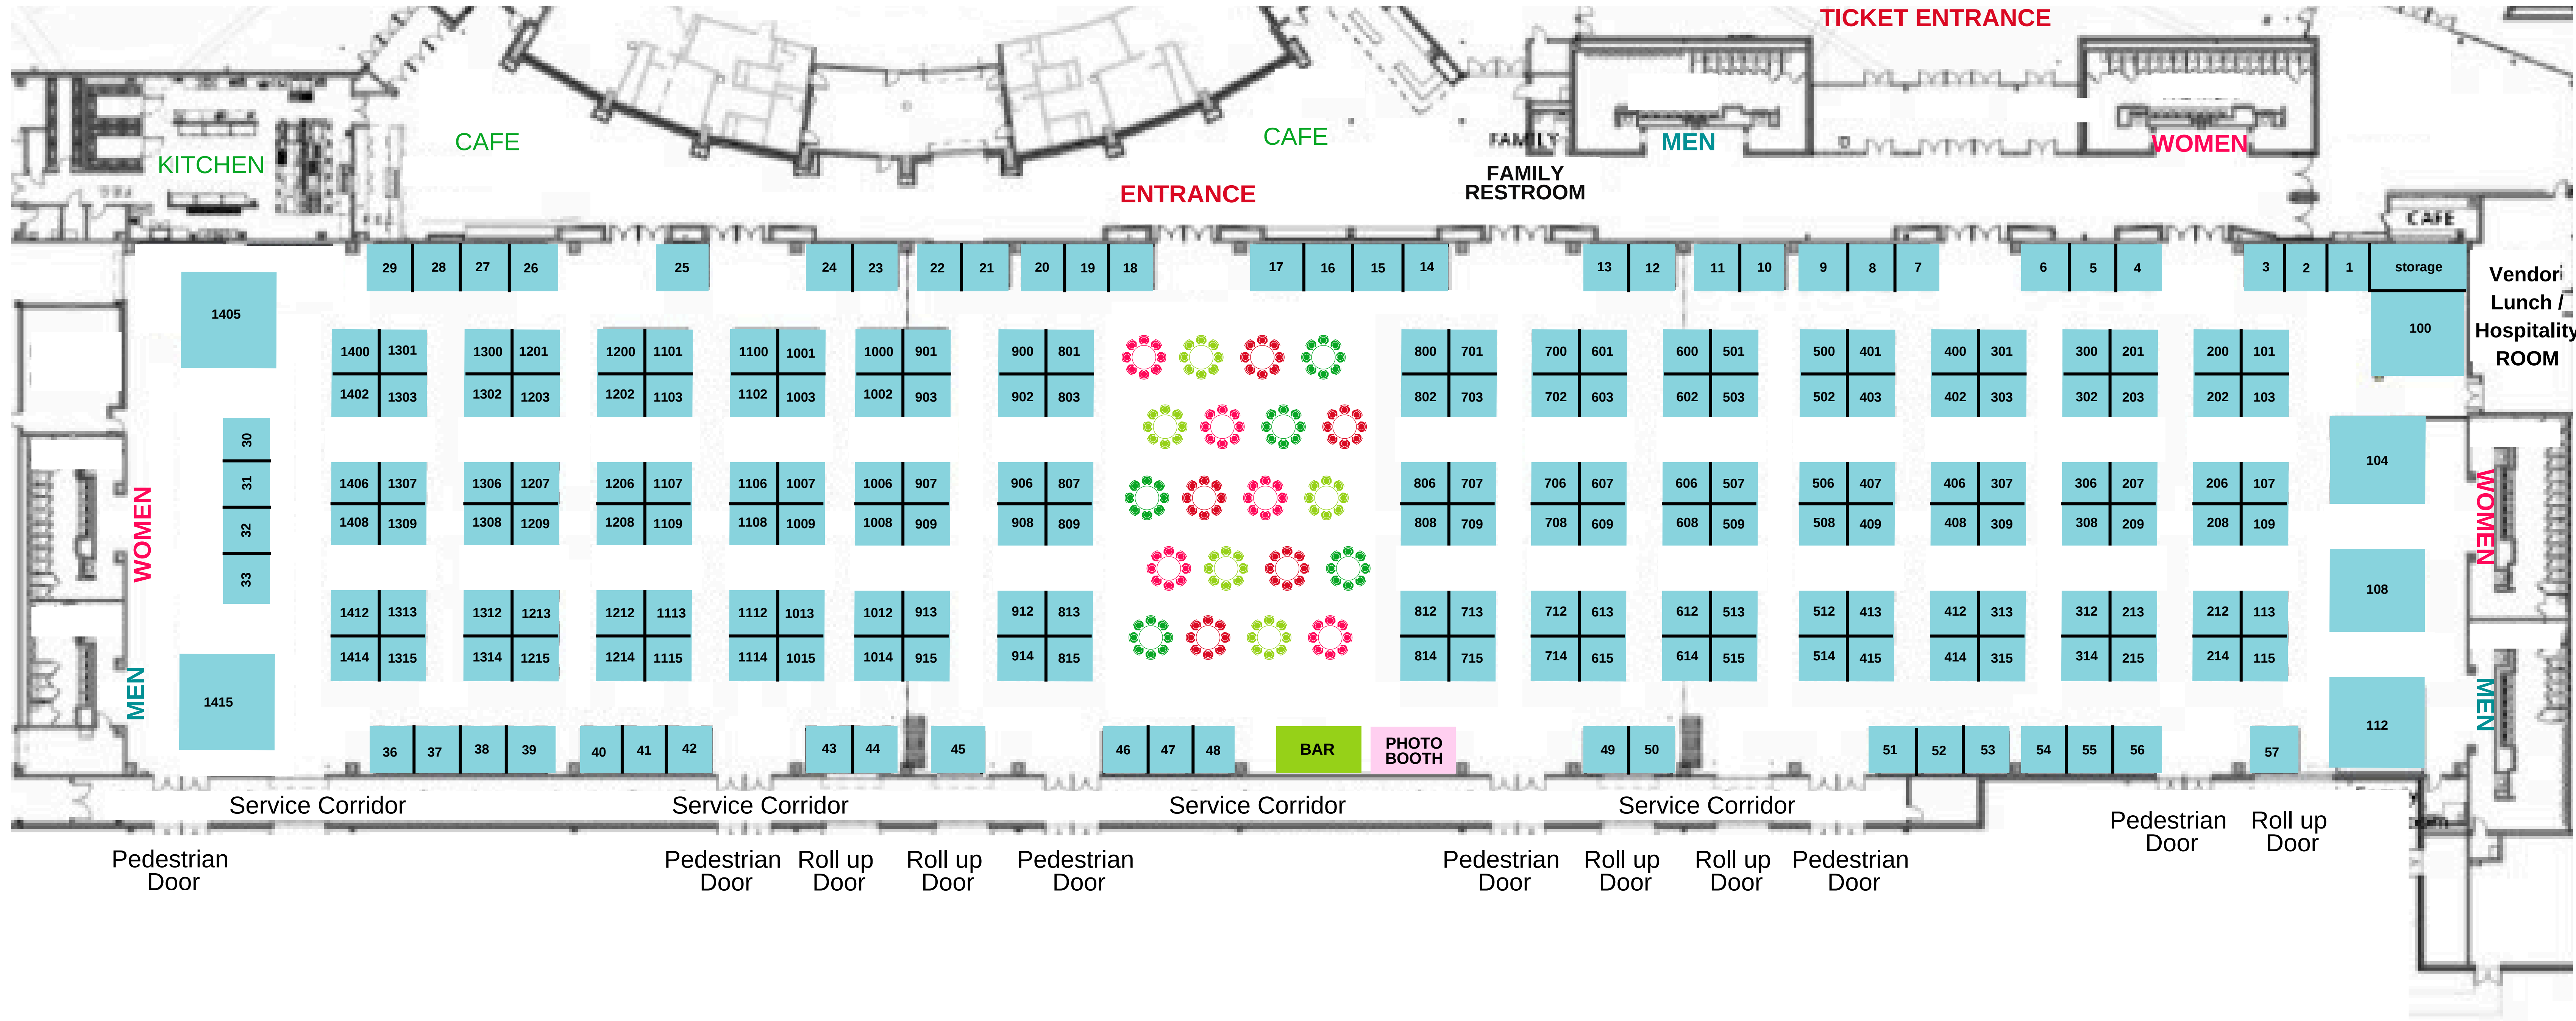 TICKET ENTRANCE
CAFE
CAFE
KITCHEN
FAMILY
MEN
WOMEN
FAMILY
RESTROOM
ENTRANCE
CAFE
29 28 27 26 25 24 23 22 21 20 19 18 17 16 15 14 13 12 11 10 9 8 7 6 5 4 3 2 1 storage
Vendor
Lunch /
Hospitality
ROOM
1405
100
1400 1301 1300 1201 1200 1101 1100 1001 1000 901 900 801 800 701 700 601 600 501 500 401 400 301 300 201 200 101
1402 1303 1302 1203 1202 1103 1102 1003 1002 903 902 803 802 703 702 603 602 503 502 403 402 303 302 203 202 103
30
31
32
33
104
1406 1307 1306 1207 1206 1107 1106 1007 1006 907 906 807 806 707 706 607 606 507 506 407 406 307 306 207 206 107
1408 1309 1308 1209 1208 1109 1108 1009 1008 909 908 809 808 709 708 609 608 509 508 409 408 309 308 209 208 109
WOMEN
WOMEN
108
1412 1313 1312 1213 1212 1113 1112 1013 1012 913 912 813 812 713 712 613 612 513 512 413 412 313 312 213 212 113
1414 1315 1314 1215 1214 1115 1114 1015 1014 915 914 815 814 715 714 615 614 515 514 415 414 315 314 215 214 115
MEN
MEN
1415
112
36 37 38 39 40 41 42 43 44 45 46 47 48 BAR PHOTO
BOOTH
49 50 51 52 53 54 55 56 57
Service Corridor
Service Corridor
Service Corridor
Service Corridor
Pedestrian
Door
Roll up
Door
Pedestrian
Door
Pedestrian
Door
Roll up
Door
Roll up
Door
Pedestrian
Door
Pedestrian
Door
Roll up
Door
Roll up
Door
Pedestrian
Door